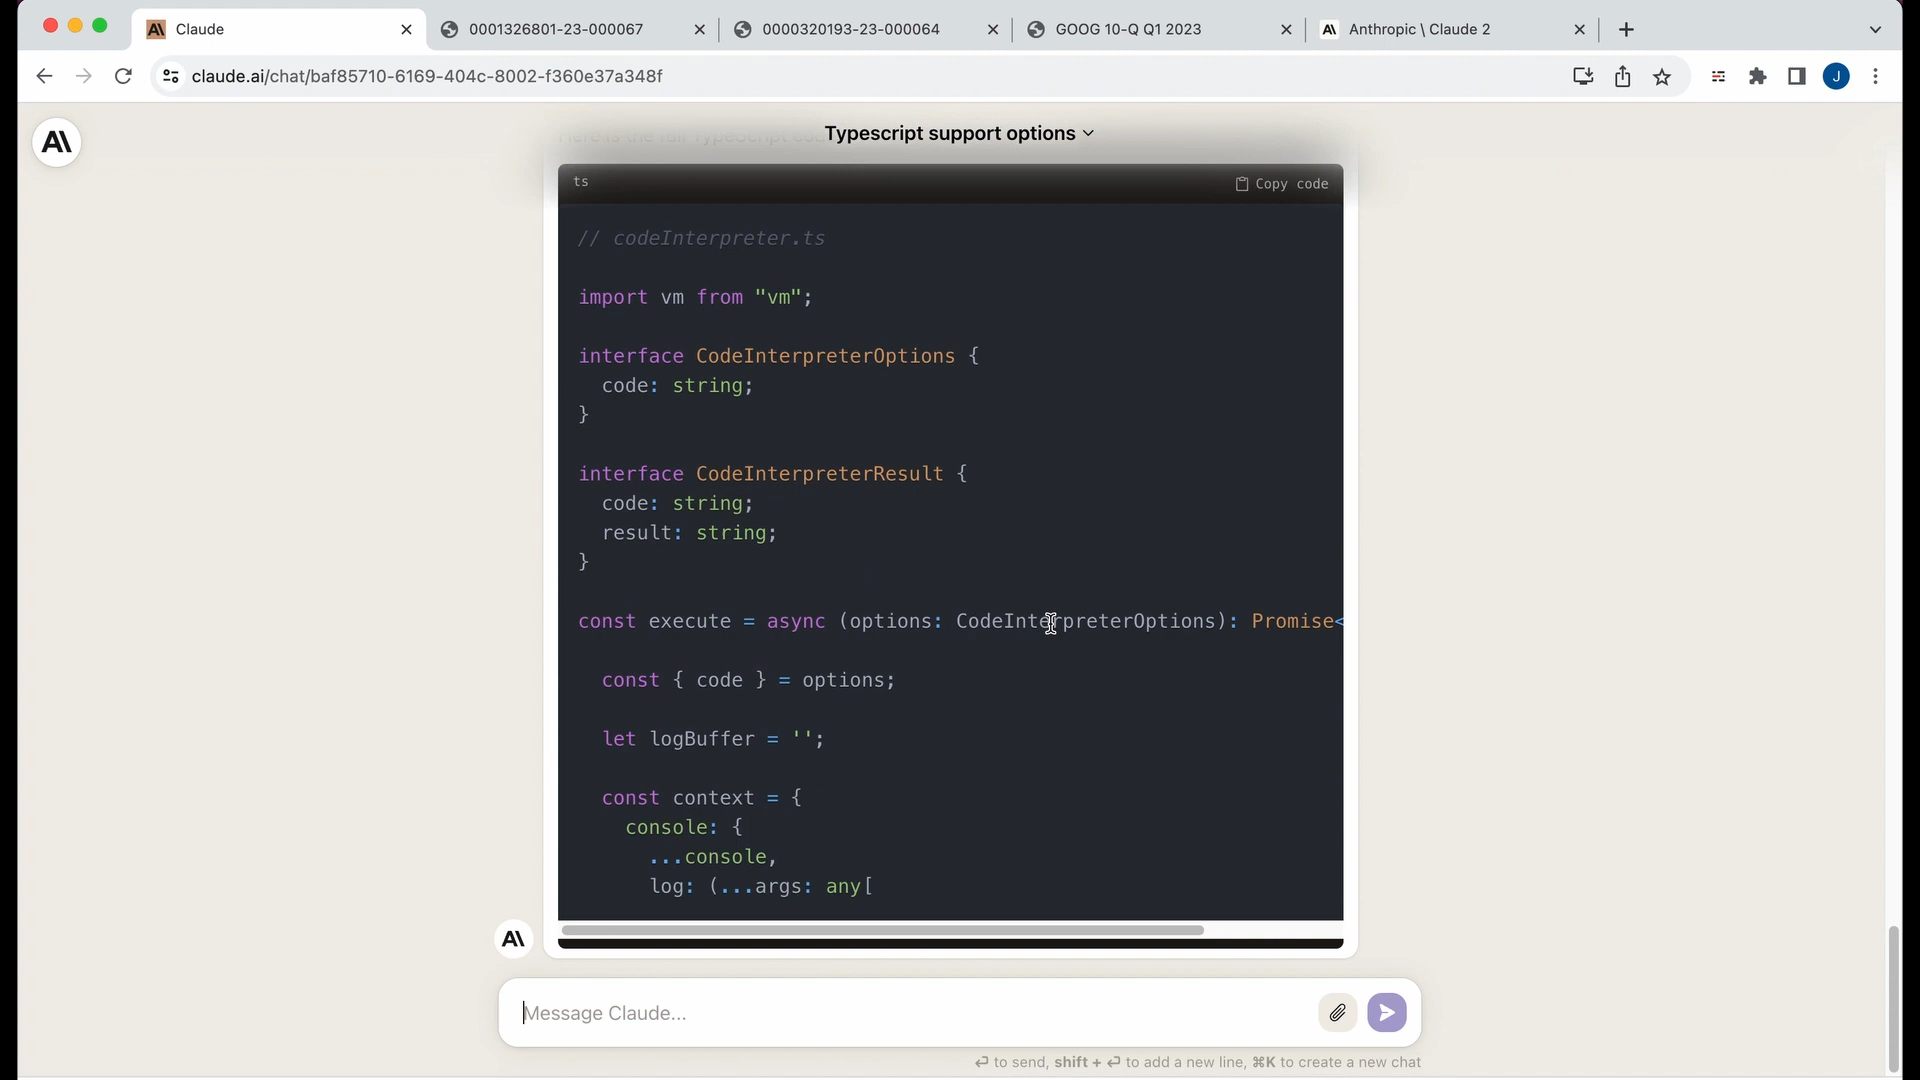 Claude
0001326801-23-000067
0000320193-23-000064
GOOG 10-Q Q1 2023
Anthropic \ Claude 2
claude.ai/chat/baf85710-6169-404c-8002-f360e37a348f
J
Typescript support options
ts
Copy code
// codeInterpreter.ts
import vm from "vm";
interface CodeInterpreterOptions {
  code: string;
}
interface CodeInterpreterResult {
  code: string;
  result: string;
}
const execute = async (options: CodeInterpreterOptions): Promise<
  const { code } = options;
  let logBuffer = '';
  const context = {
    console: {
      ...console,
      log: (...args: any[
Message Claude...
⏎ to send, shift + ⏎ to add a new line, ⌘K to create a new chat